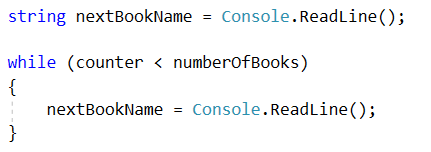 string nextBookName = Console.ReadLine();
while (counter < numberOfBooks)
{
    nextBookName = Console.ReadLine();
}